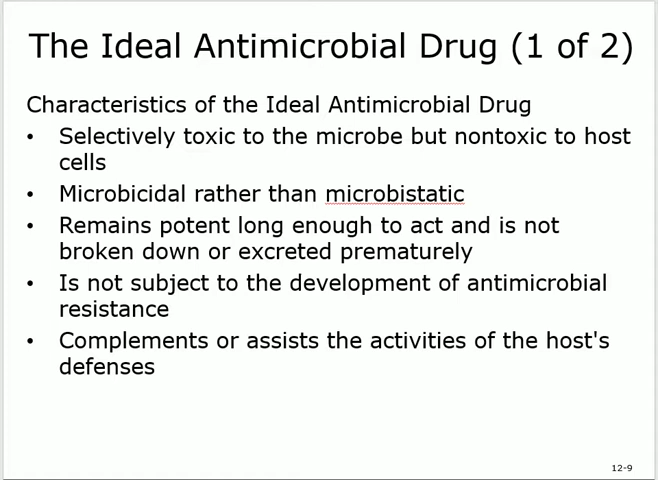 The Ideal Antimicrobial Drug (1 of 2)
Characteristics of the Ideal Antimicrobial Drug
• Selectively toxic to the microbe but nontoxic to host
cells
• Microbicidal rather than microbistatic
• Remains potent long enough to act and is not
broken down or excreted prematurely
• Is not subject to the development of antimicrobial
resistance
• Complements or assists the activities of the host's
defenses
12-9